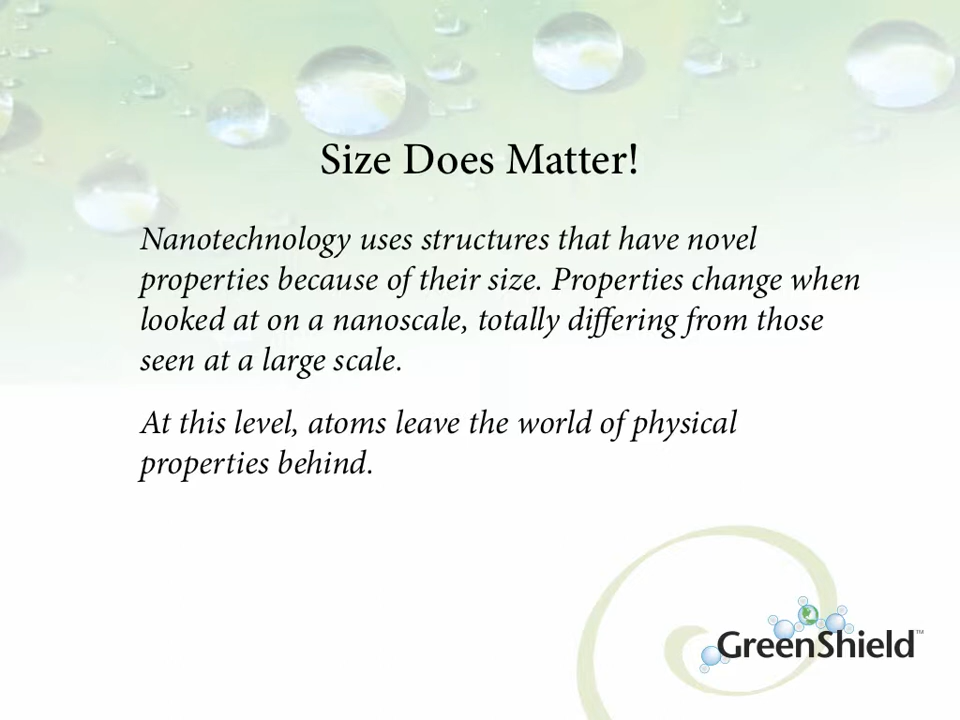 Size Does Matter!
Nanotechnology uses structures that have novel
properties because of their size. Properties change when
looked at on a nanoscale, totally differing from those
seen at a large scale.
At this level, atoms leave the world of physical
properties behind.
GreenShield™